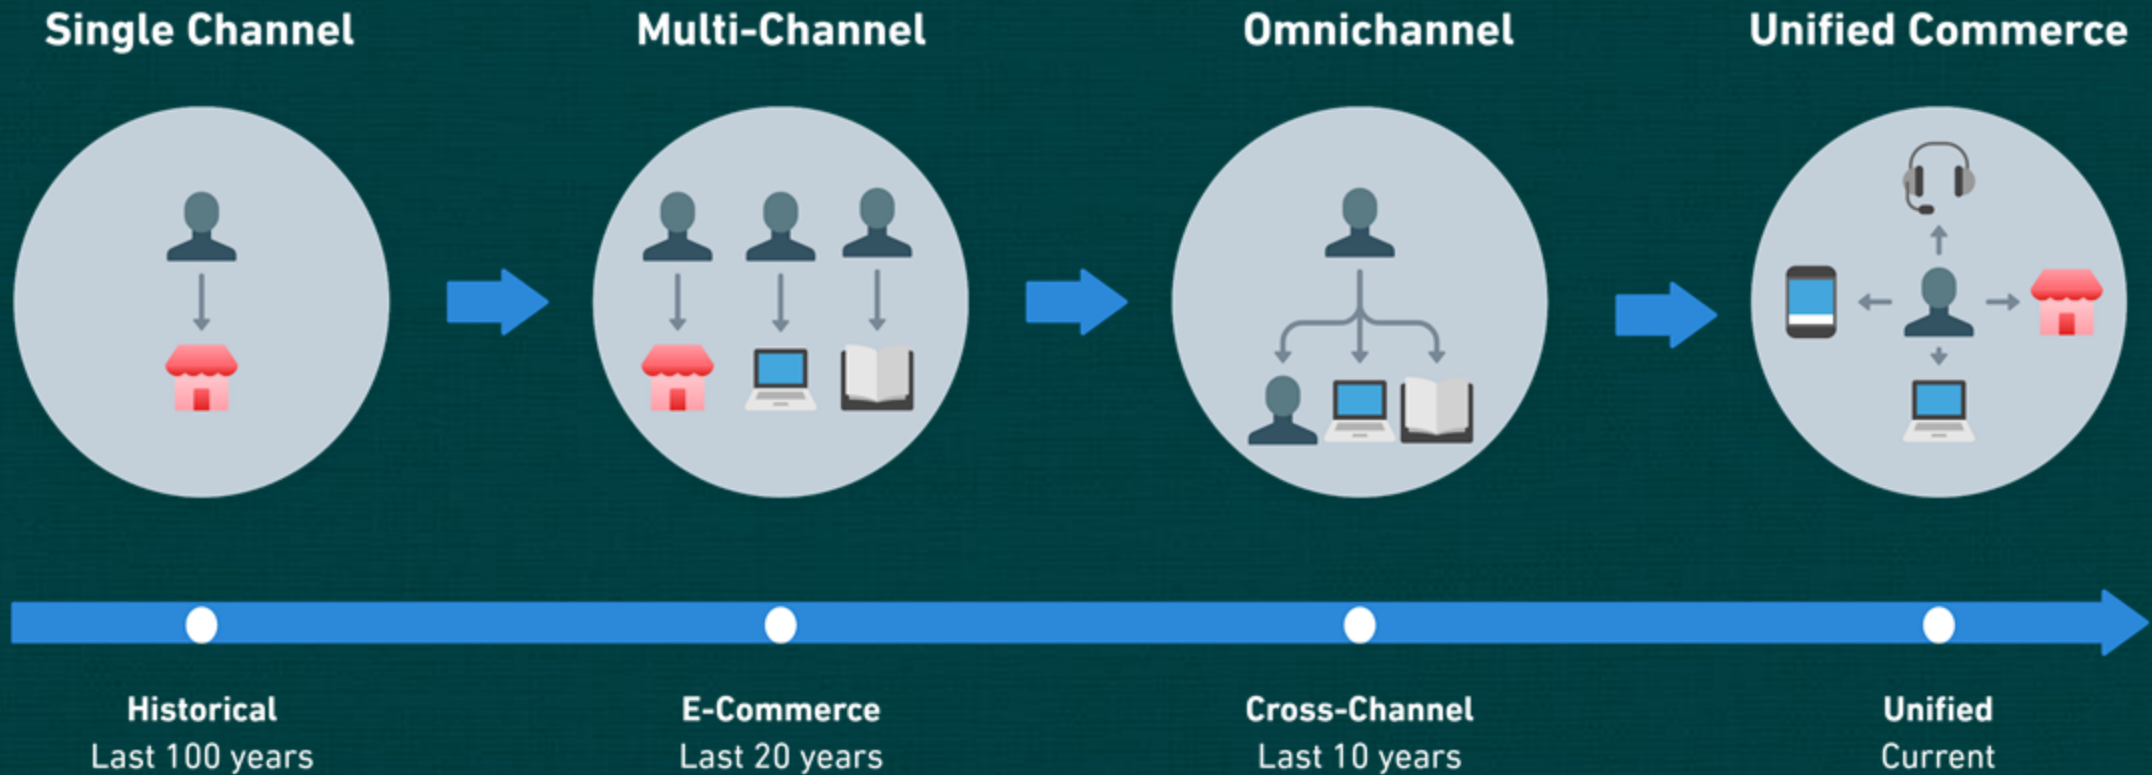 Single Channel
Multi-Channel
Omnichannel
Unified Commerce
Historical
Last 100 years
E-Commerce
Last 20 years
Cross-Channel
Last 10 years
Unified
Current